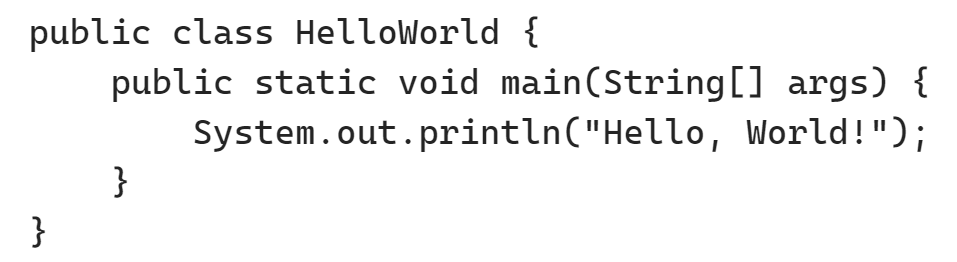 public class HelloWorld {
    public static void main(String[] args) {
        System.out.println("Hello, World!");
    }
}